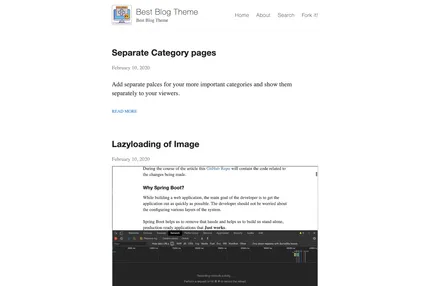 Best Blog Theme
Best Blog Theme
Home About Search Fork It!
Separate Category pages
February 10, 2020
Add separate palces for your more important categories and show them
separately to your viewers.
READ MORE
Lazyloading of Image
February 10, 2020
During the course of the article this GitHub Repo will contain the code related to
the changes being made.
Why Spring Boot?
While building a web application, the main goal of the developer is to get the
application out as quickly as possible. The developer should not be worried about
the configuring various layers of the system.
Spring Boot helps us to remove that hassle and helps us to build us stand-alone,
production-ready applications that Just works.